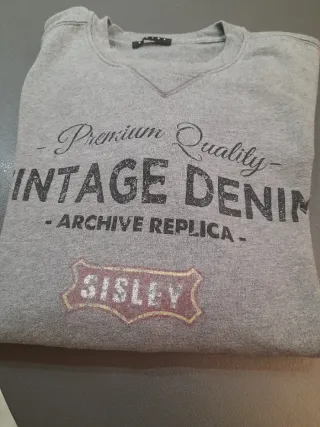 - Premium Quality -
INTAGE DENIM
- ARCHIVE REPLICA -
SISLEY